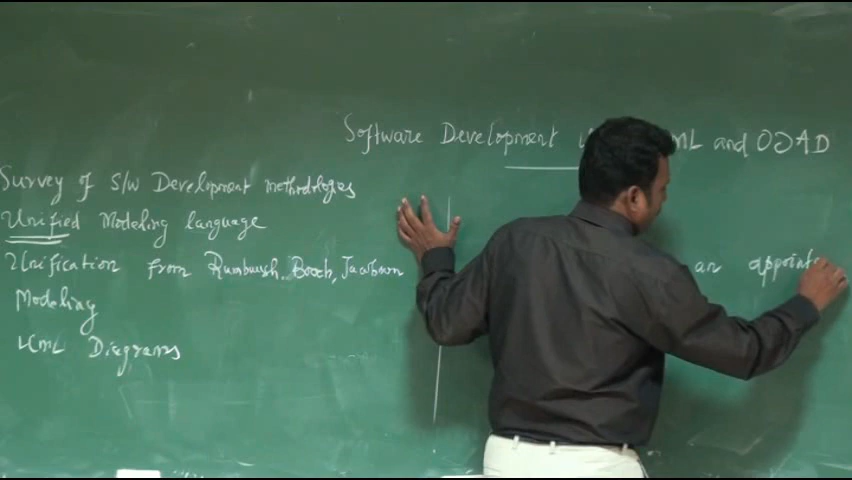 Software Development U ML and OOAD
Survey of S/W Development methodologies
Unified Modeling language
Unification from Rumbaugh, Booch, Jacobson
Modeling
UML Diagrams
an appoint